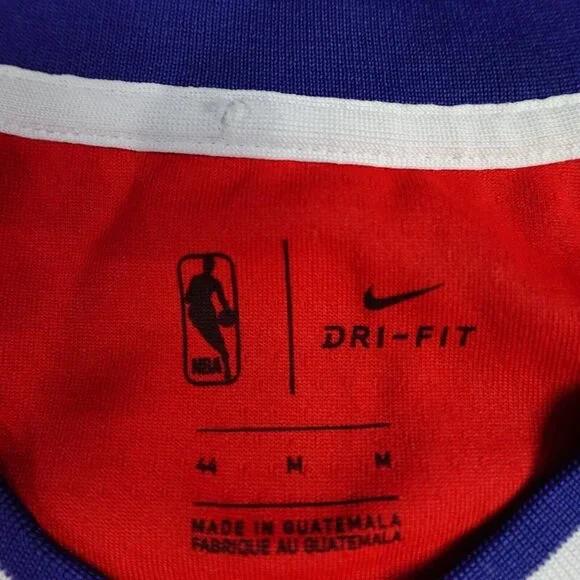 NBA
DRI-FIT
44 M M
MADE IN GUATEMALA
FABRIQUE AU GUATEMALA